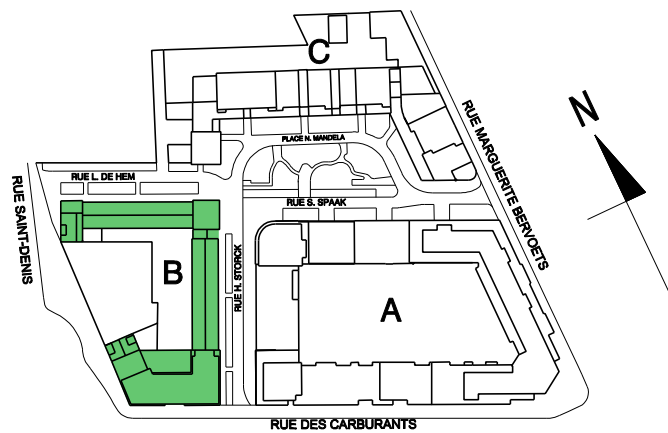 C
N
PLACE N. MANDELA
RUE MARGUERITE BERVOETS
RUE L. DE HEM
RUE SAINT-DENIS
RUE S. SPAAK
B
RUE H. STORCK
A
RUE DES CARBURANTS